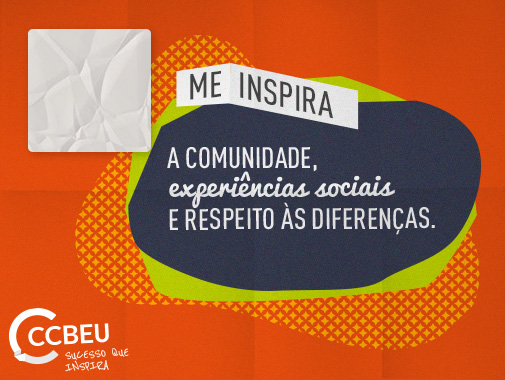 ME INSPIRA
A COMUNIDADE,
experiências sociais
E RESPEITO ÀS DIFERENÇAS.
CCBEU
SUCESSO QUE
INSPIRA